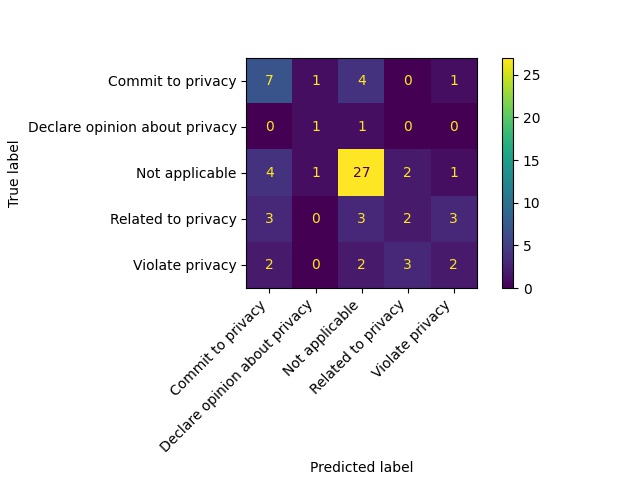 True label
Commit to privacy 7 1 4 0 1
Declare opinion about privacy 0 1 1 0 0
Not applicable 4 1 27 2 1
Related to privacy 3 0 3 2 3
Violate privacy 2 0 2 3 2
Commit to privacy
Declare opinion about privacy
Not applicable
Related to privacy
Violate privacy
Predicted label
25
20
15
10
5
0